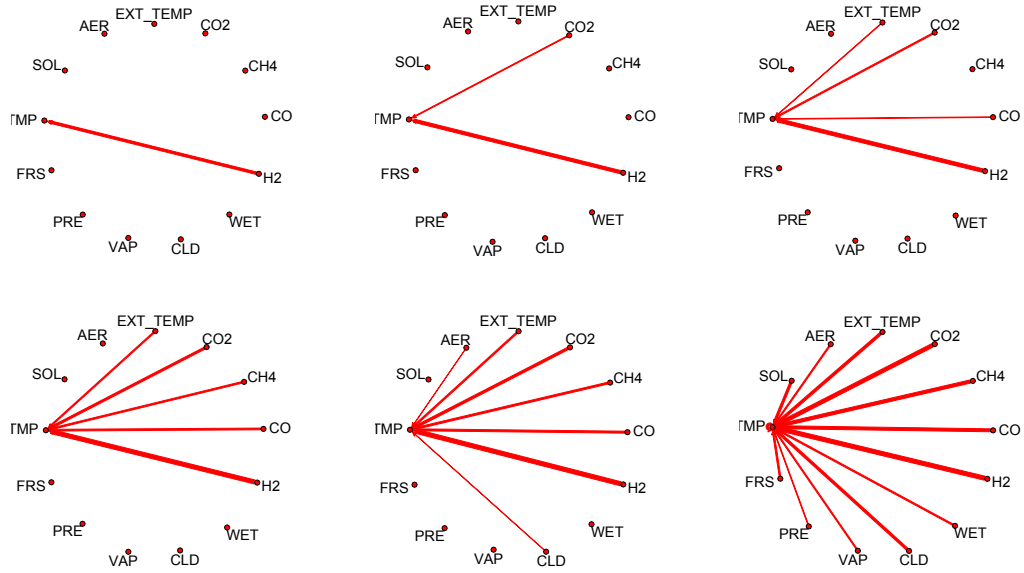 EXT_TEMP
AER
CO2
SOL
CH4
TMP
CO
FRS
H2
PRE
WET
VAP
CLD
EXT_TEMP
AER
CO2
SOL
CH4
TMP
CO
FRS
H2
PRE
WET
VAP
CLD
EXT_TEMP
AER
CO2
SOL
CH4
TMP
CO
FRS
H2
PRE
WET
VAP
CLD
EXT_TEMP
AER
CO2
SOL
CH4
TMP
CO
FRS
H2
PRE
WET
VAP
CLD
EXT_TEMP
AER
CO2
SOL
CH4
TMP
CO
FRS
H2
PRE
WET
VAP
CLD
EXT_TEMP
AER
CO2
SOL
CH4
TMP
CO
FRS
H2
PRE
WET
VAP
CLD